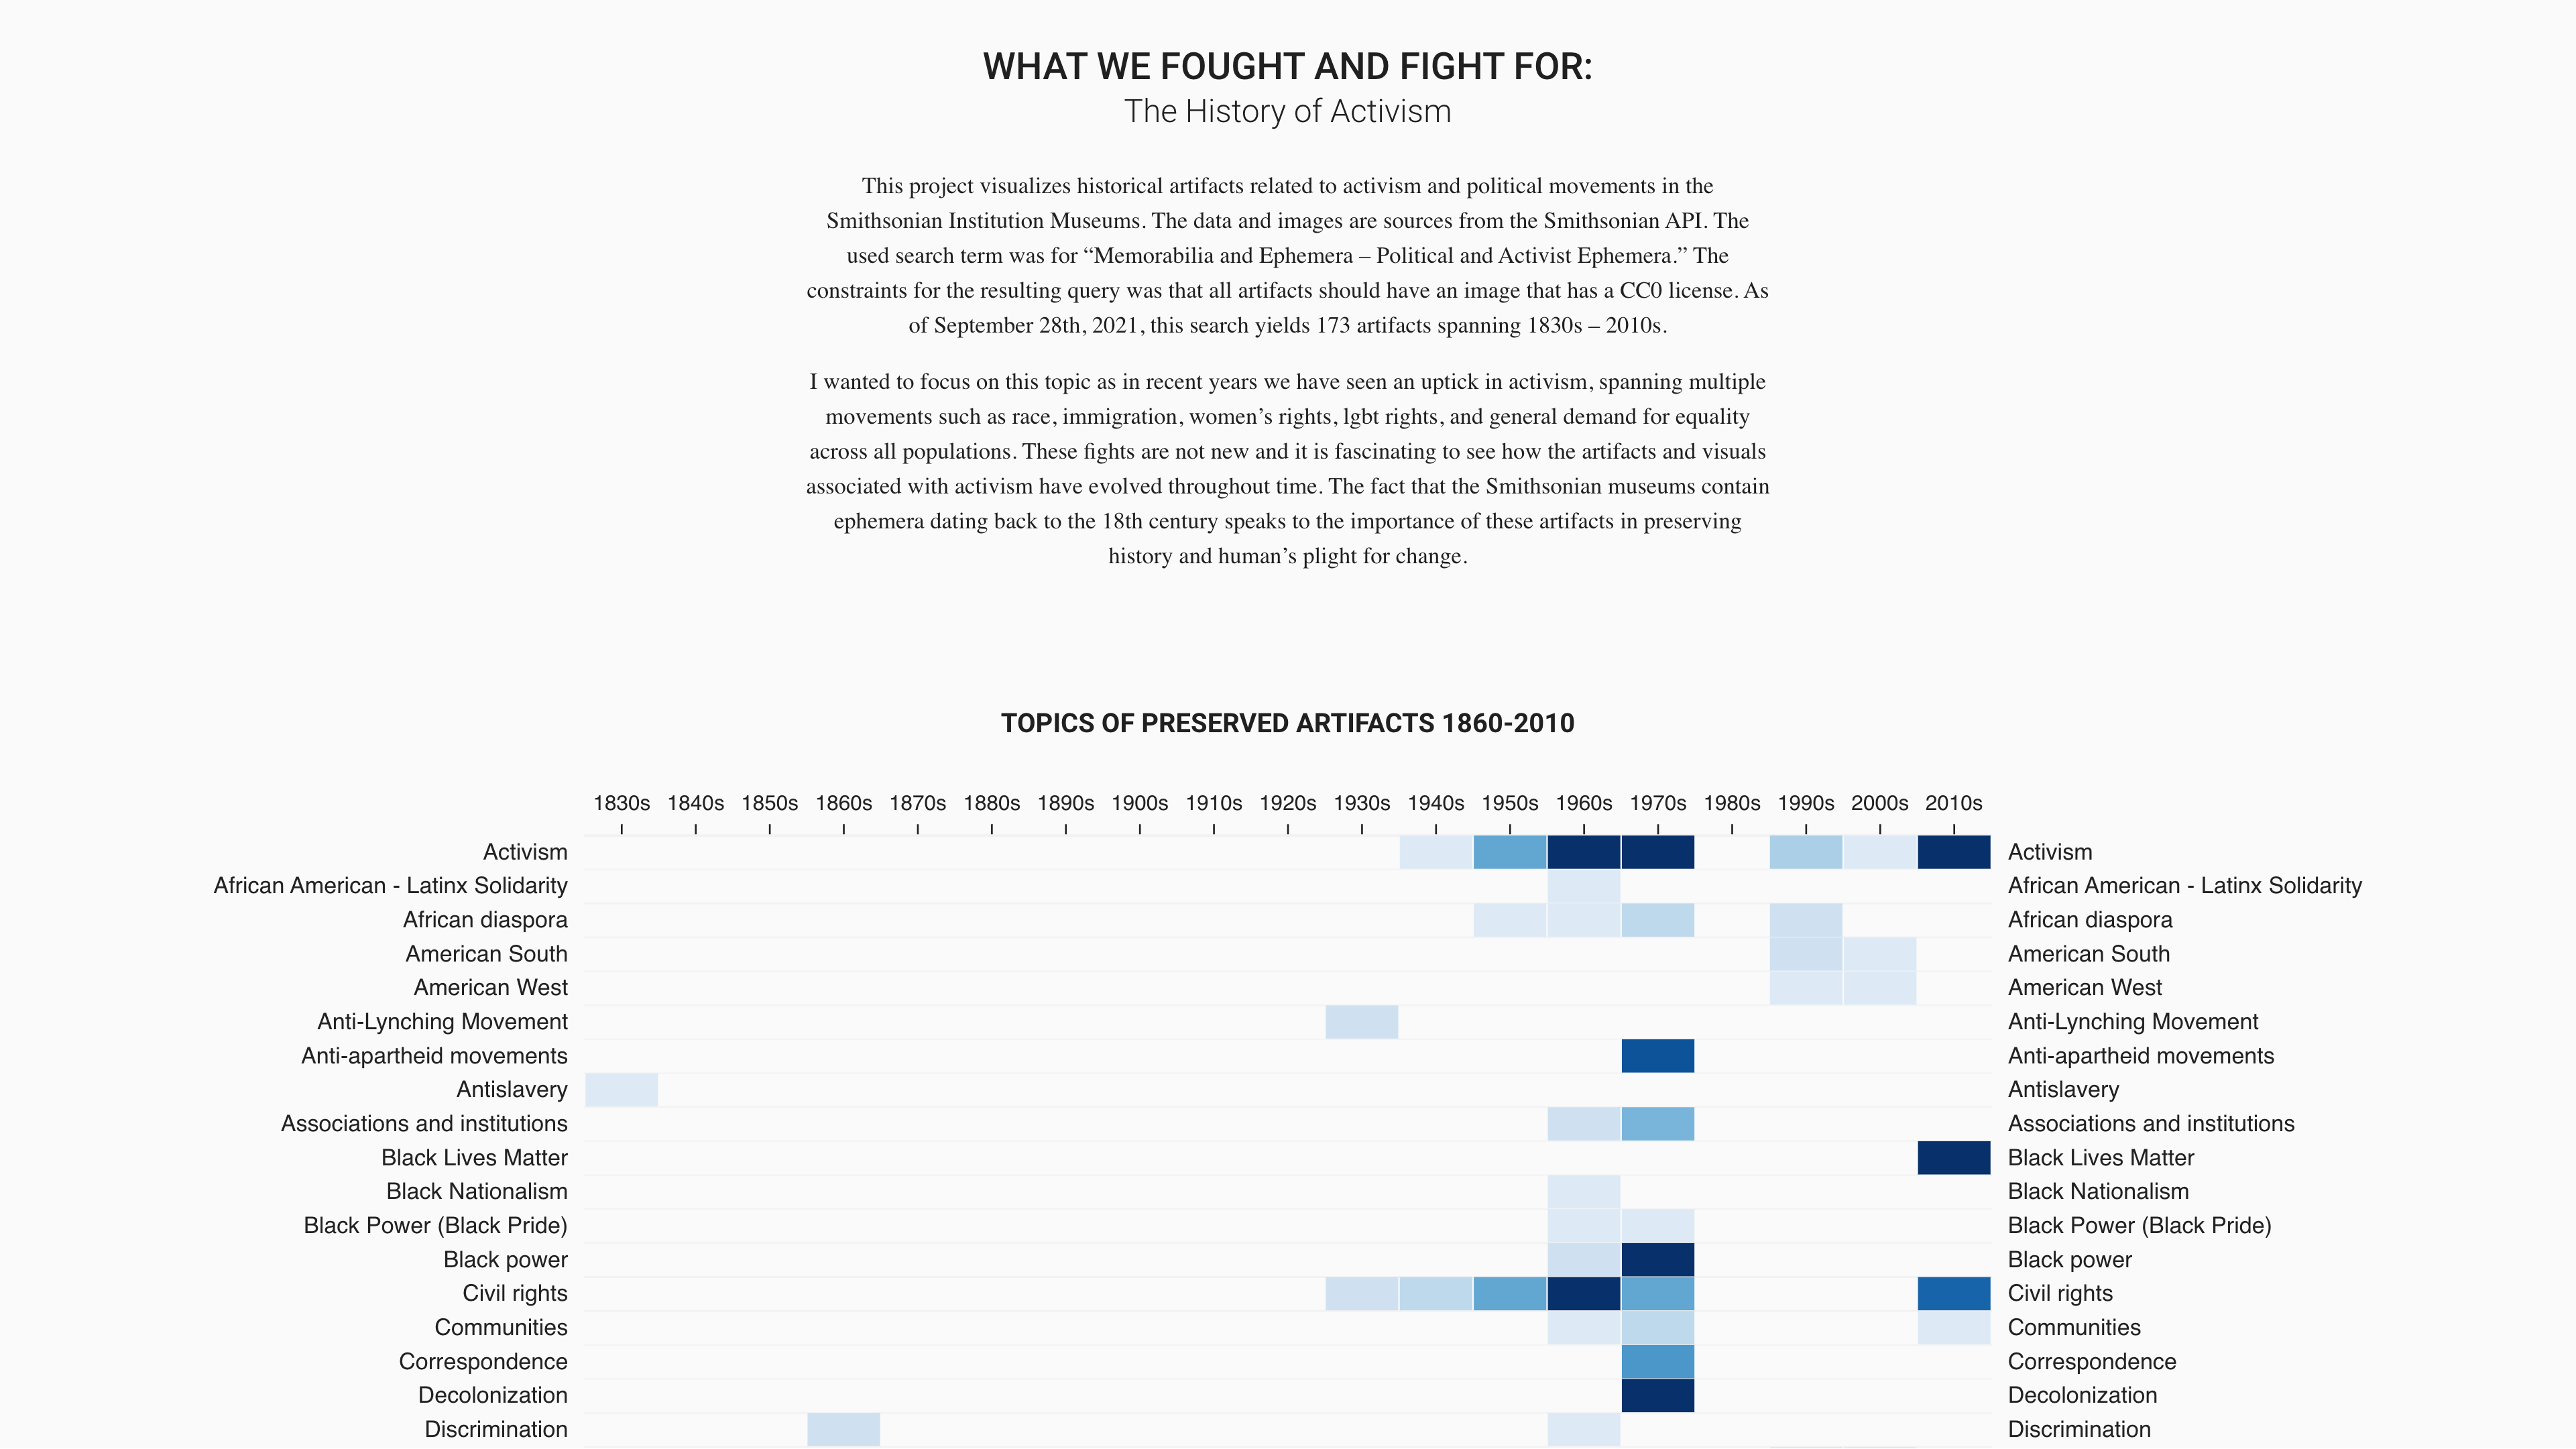 WHAT WE FOUGHT AND FIGHT FOR:
The History of Activism
This project visualizes historical artifacts related to activism and political movements in the
Smithsonian Institution Museums. The data and images are sources from the Smithsonian API. The
used search term was for “Memorabilia and Ephemera – Political and Activist Ephemera.” The
constraints for the resulting query was that all artifacts should have an image that has a CC0 license. As
of September 28th, 2021, this search yields 173 artifacts spanning 1830s – 2010s.
I wanted to focus on this topic as in recent years we have seen an uptick in activism, spanning multiple
movements such as race, immigration, women’s rights, lgbt rights, and general demand for equality
across all populations. These fights are not new and it is fascinating to see how the artifacts and visuals
associated with activism have evolved throughout time. The fact that the Smithsonian museums contain
ephemera dating back to the 18th century speaks to the importance of these artifacts in preserving
history and human’s plight for change.
TOPICS OF PRESERVED ARTIFACTS 1860-2010
1830s 1840s 1850s 1860s 1870s 1880s 1890s 1900s 1910s 1920s 1930s 1940s 1950s 1960s 1970s 1980s 1990s 2000s 2010s
Activism Activism
African American - Latinx Solidarity African American - Latinx Solidarity
African diaspora African diaspora
American South American South
American West American West
Anti-Lynching Movement Anti-Lynching Movement
Anti-apartheid movements Anti-apartheid movements
Antislavery Antislavery
Associations and institutions Associations and institutions
Black Lives Matter Black Lives Matter
Black Nationalism Black Nationalism
Black Power (Black Pride) Black Power (Black Pride)
Black power Black power
Civil rights Civil rights
Communities Communities
Correspondence Correspondence
Decolonization Decolonization
Discrimination Discrimination